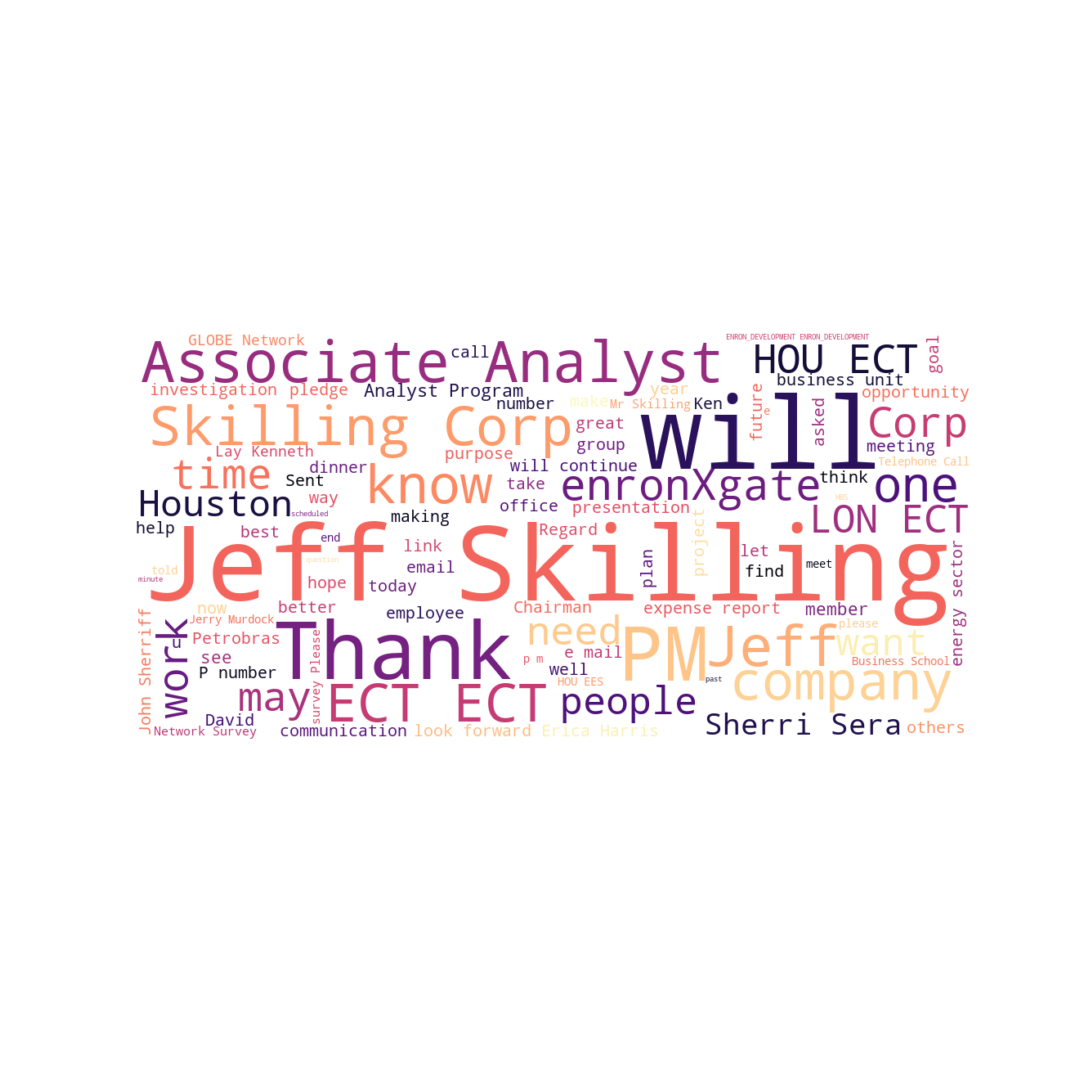 GLOBE Network
ENRON_DEVELOPMENT ENRON_DEVELOPMENT
Associate Analyst
call
HOU ECT
goal
investigation pledge
Analyst Program
year
business unit
opportunity
number
make
Mr Skilling
Ken
future
e
will
asked
Skilling Corp
great
Corp
Lay Kenneth
purpose
group
meeting
time
dinner
will continue
Telephone Call
Sent
know
take
enronXgate
think
one
Houston
way
office
presentation
HBS
scheduled
making
LON ECT
help
best
end
Regard
project
Jeff Skilling
link
let
plan
find
meet
told
question
email
minute
hope
today
energy sector
now
better
employee
Chairman
expense report
member
John Sherriff
Jerry Murdock
Thank
need
PM
Jeff
please
want
work
Petrobras
see
survey Please
p m
e mail
Business School
P number
well
HOU EES
past
company
may
ECT ECT
people
David
Sherri Sera
others
Network Survey
communication
look forward
Erica Harris